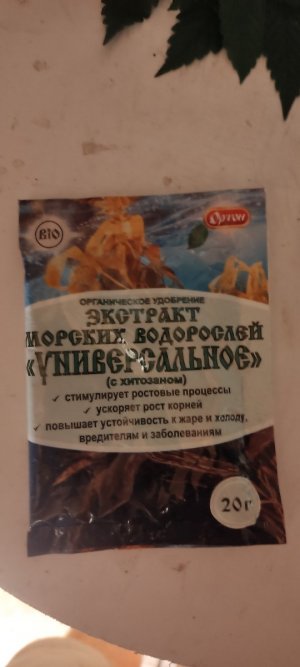 BIO
Ортон
ОРГАНИЧЕСКОЕ УДОБРЕНИЕ
ЭКСТРАКТ
МОРСКИХ ВОДОРОСЛЕЙ
«УНИВЕРСАЛЬНОЕ»
(с хитозаном)
✓ стимулирует ростовые процессы
✓ ускоряет рост корней
✓ повышает устойчивость к жаре и холоду,
вредителям и заболеваниям
20 г